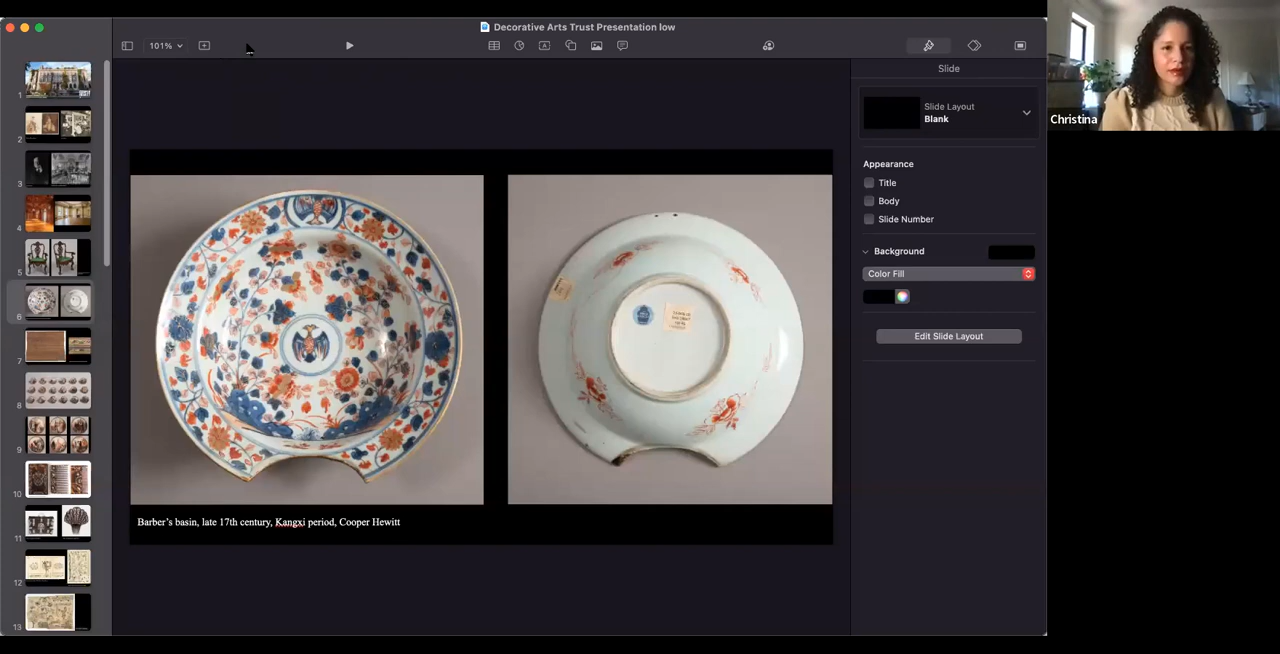 Decorative Arts Trust Presentation low
101%
Slide
Slide Layout
Blank
Appearance
Title
Body
Slide Number
Background
Color Fill
Edit Slide Layout
1
2
3
4
5
6
7
8
9
10
11
12
13
Barber's basin, late 17th century, Kangxi period, Cooper Hewitt
Christina